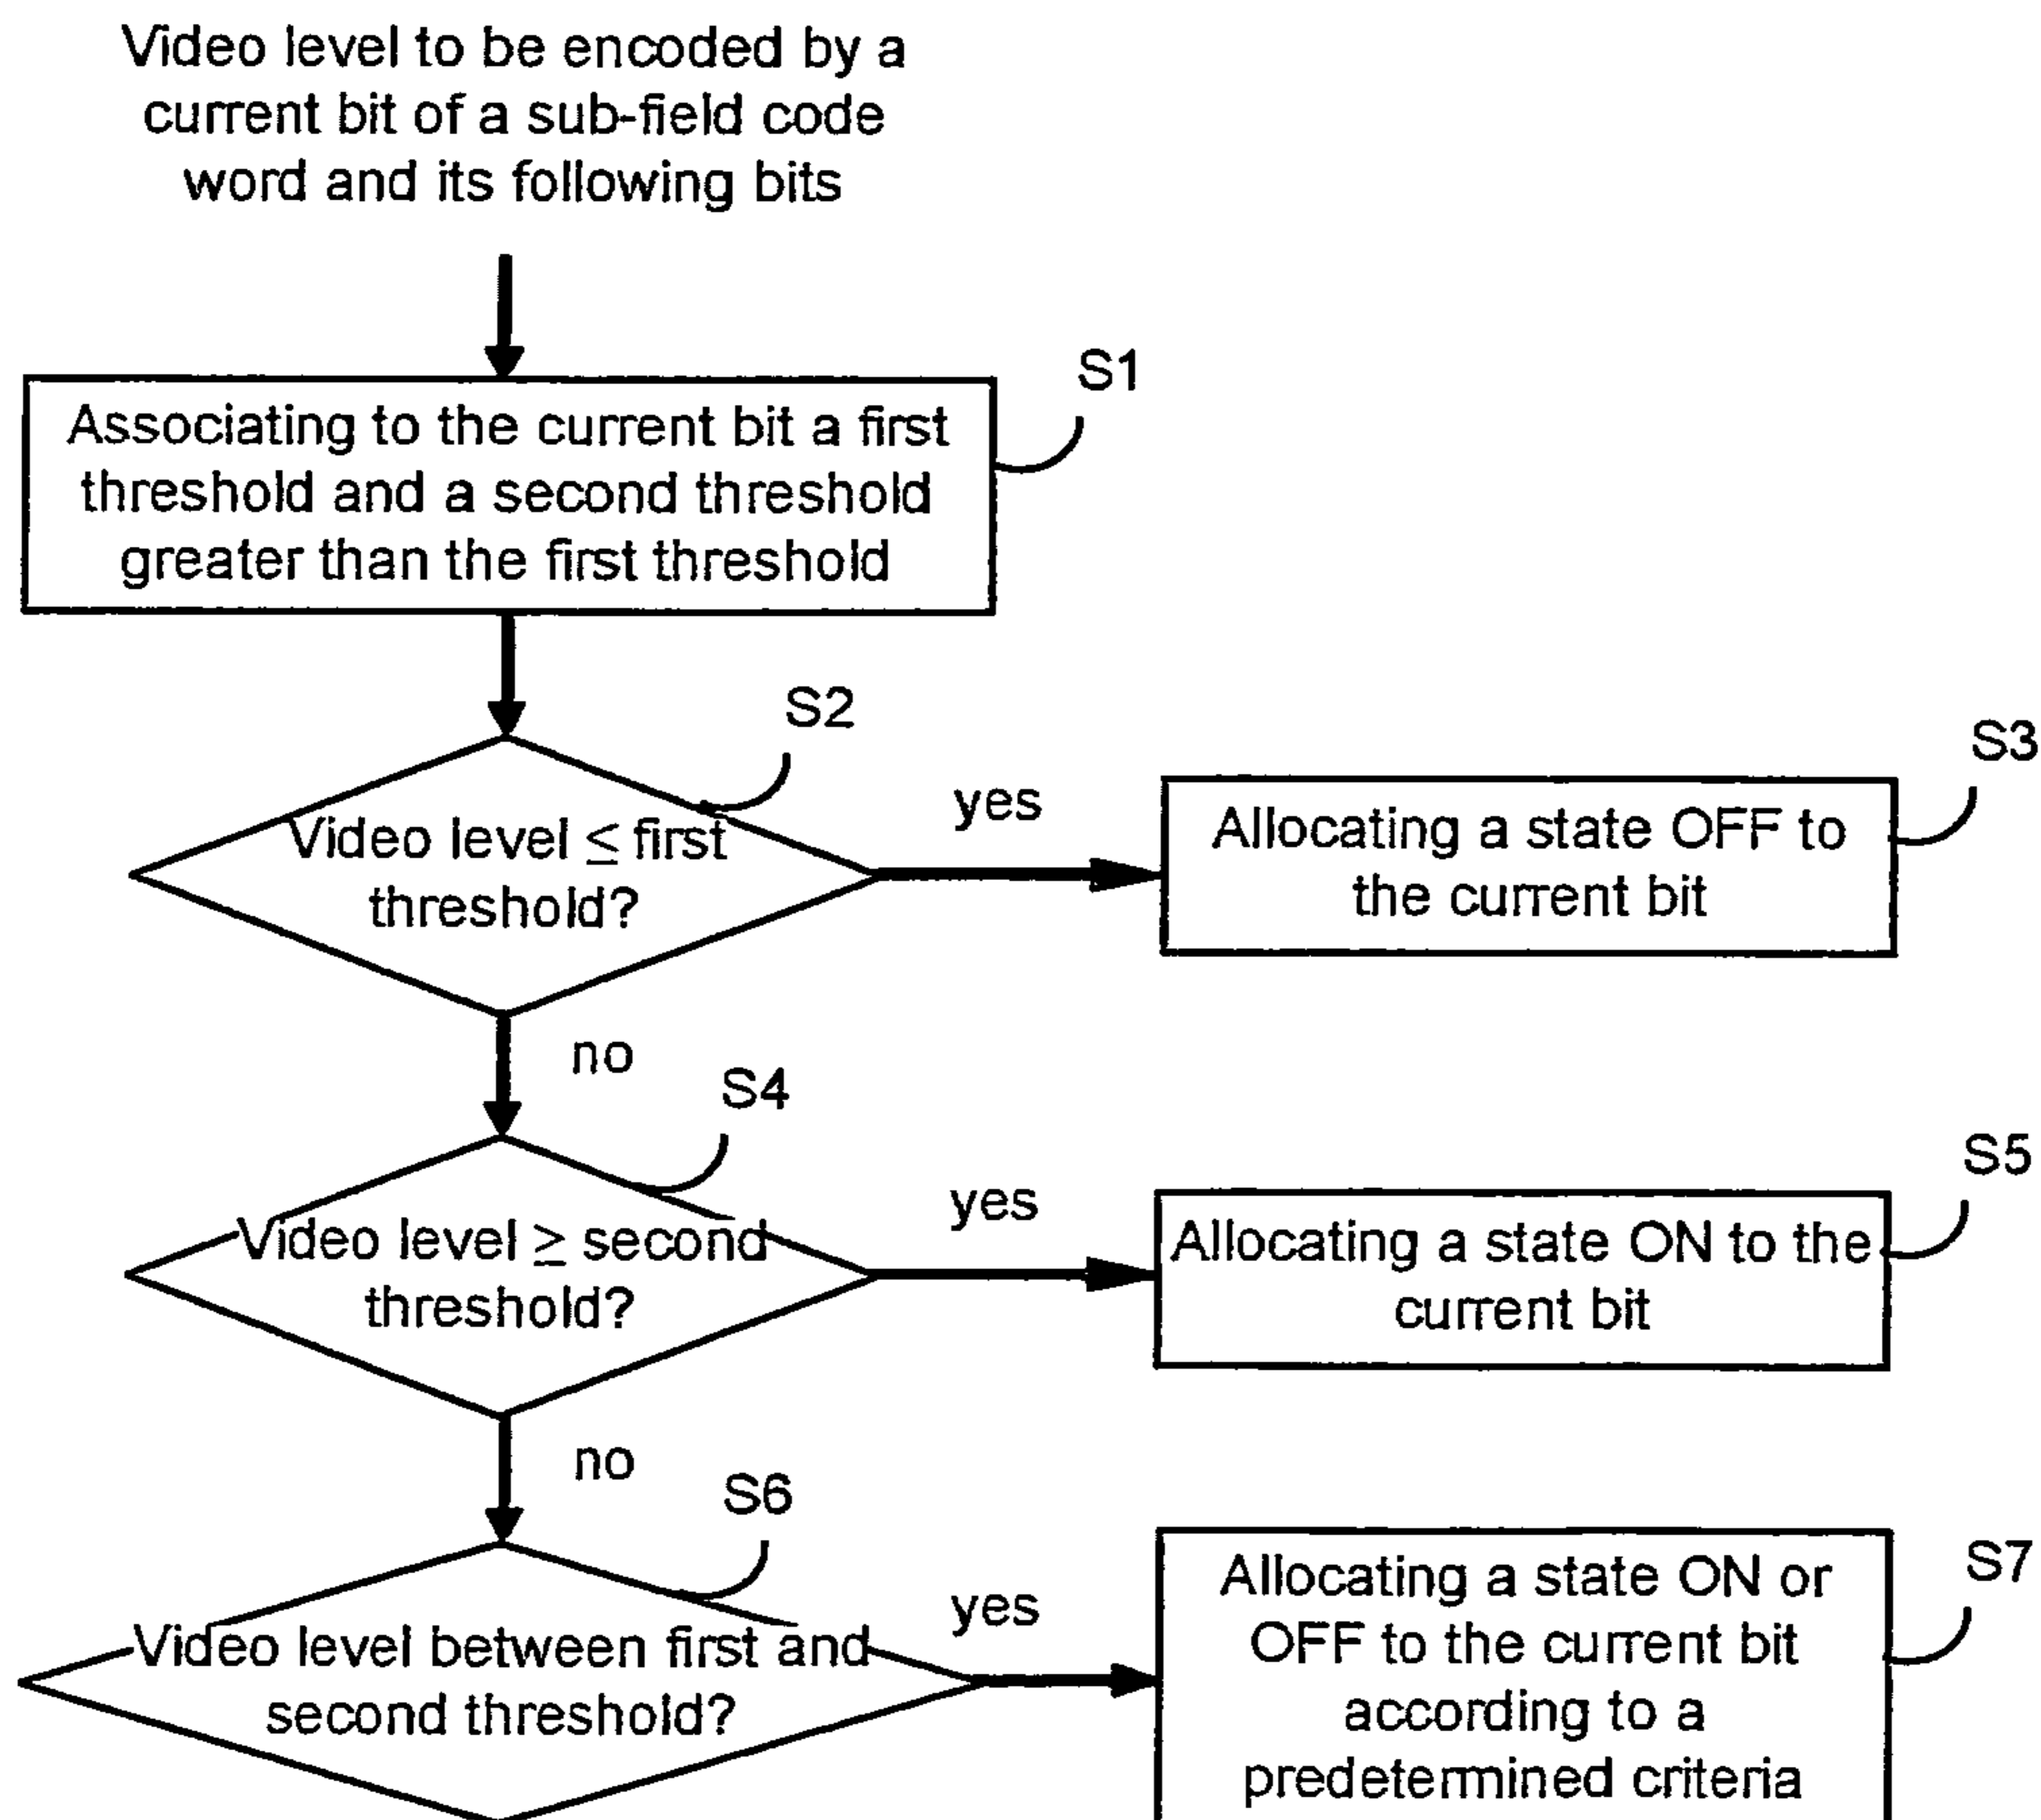 Video level to be encoded by a
current bit of a sub-field code
word and its following bits
S1
Associating to the current bit a first
threshold and a second threshold
greater than the first threshold
S2
Video level ≤ first
threshold?
yes
S3
Allocating a state OFF to
the current bit
no
S4
Video level ≥ second
threshold?
yes
S5
Allocating a state ON to the
current bit
no
S6
Video level between first and
second threshold?
yes
S7
Allocating a state ON or
OFF to the current bit
according to a
predetermined criteria